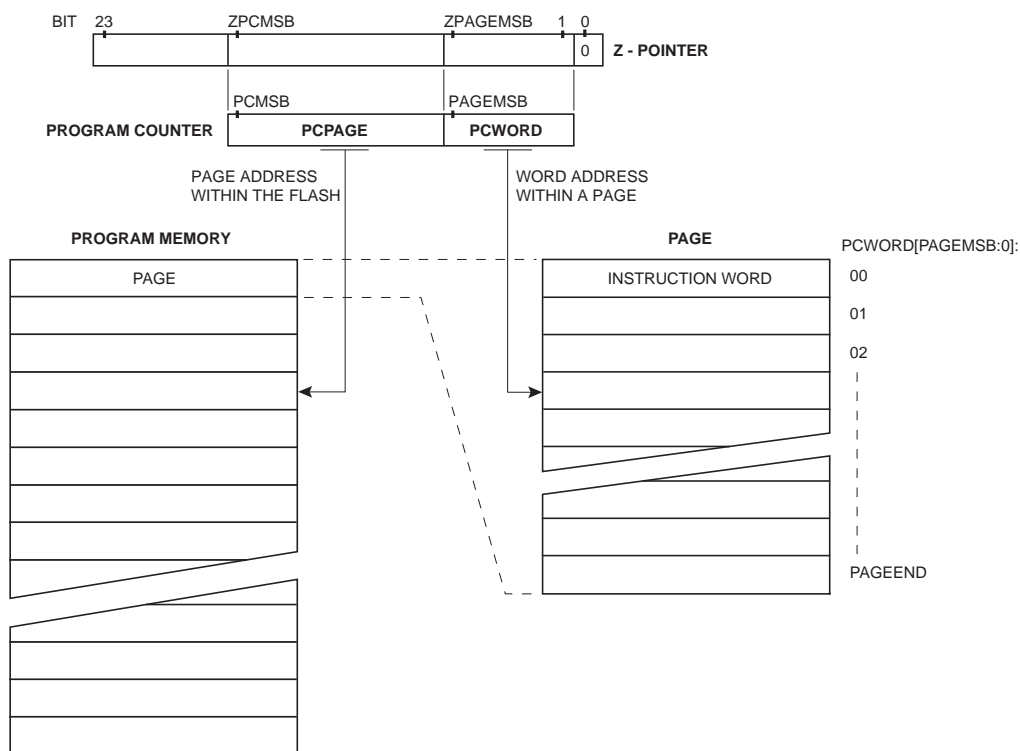 BIT 23 ZPCMSB ZPAGEMSB 1 0
0 Z - POINTER
PCMSB PAGEMSB
PROGRAM COUNTER PCPAGE PCWORD
PAGE ADDRESS
WITHIN THE FLASH
WORD ADDRESS
WITHIN A PAGE
PROGRAM MEMORY
PAGE
PCWORD[PAGEMSB:0]:
PAGE
INSTRUCTION WORD
00
01
02
PAGEEND